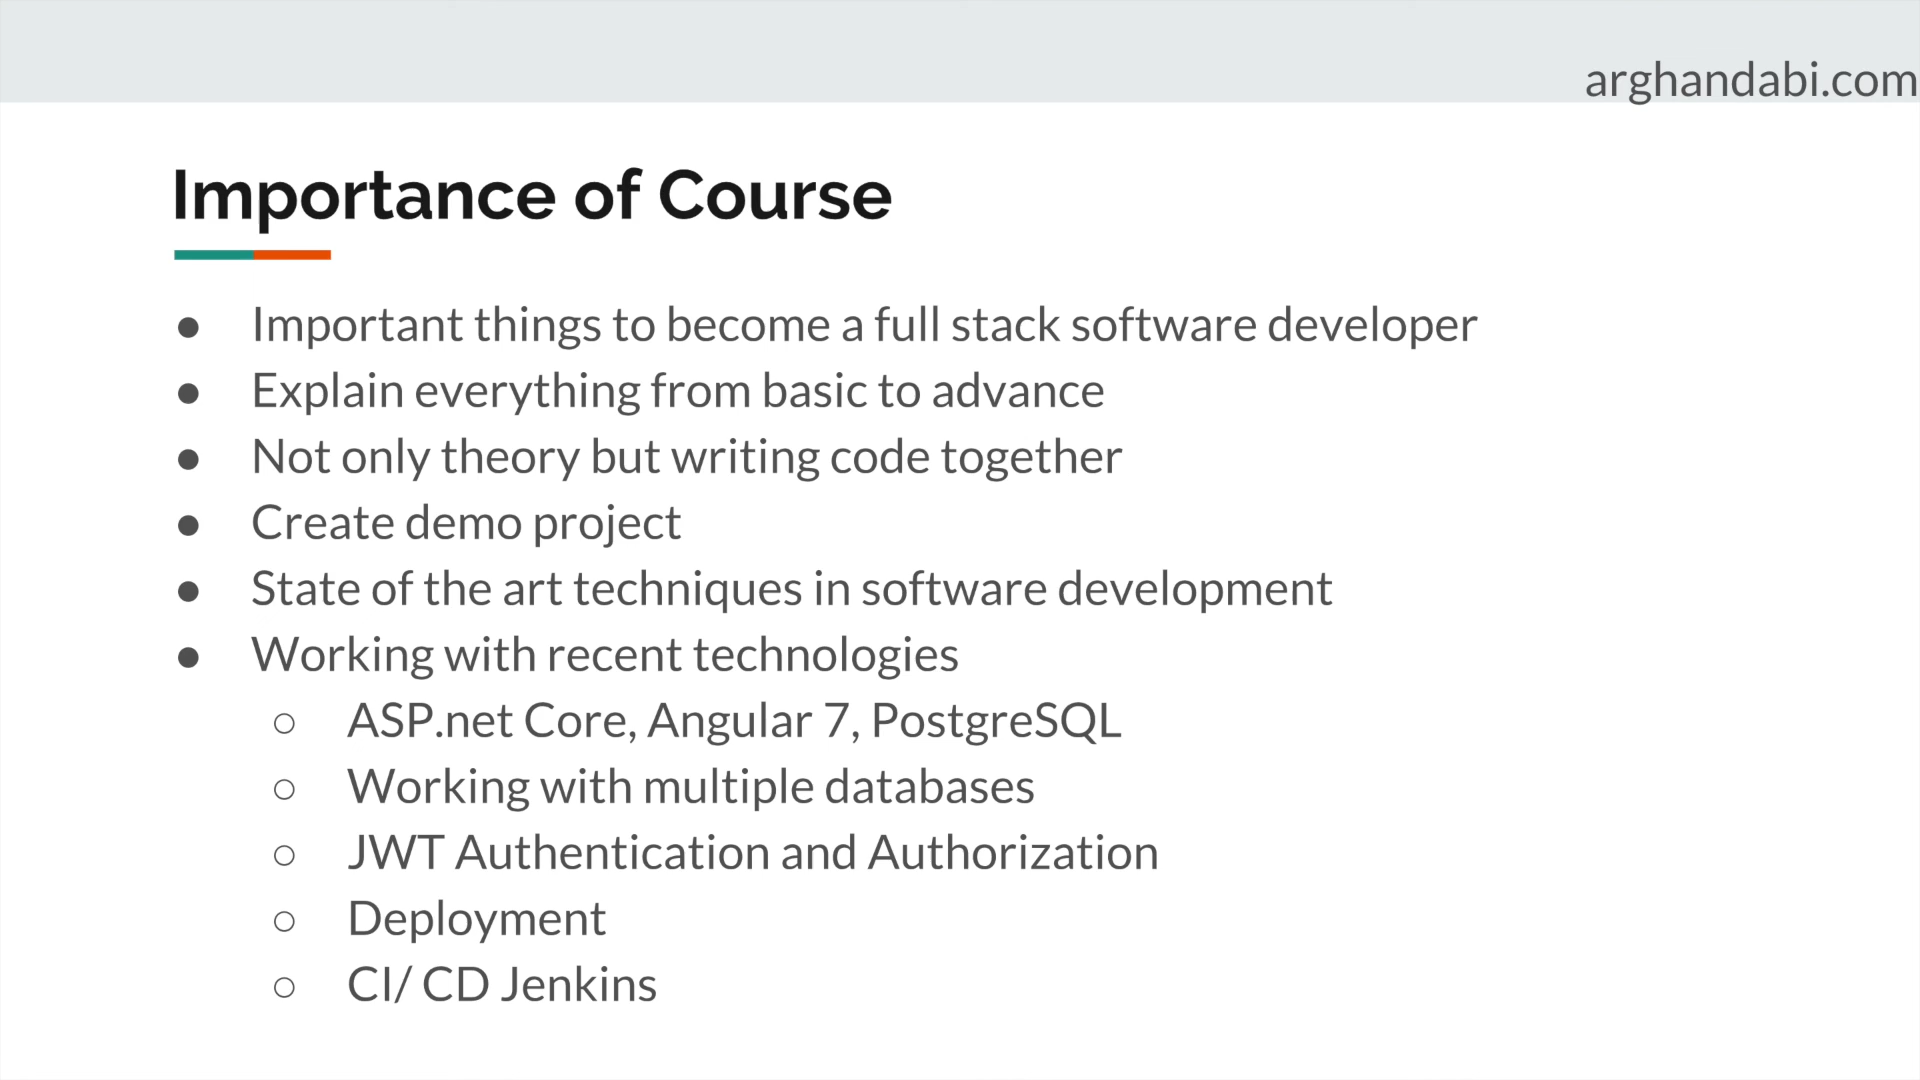 arghandabi.com
Importance of Course
● Important things to become a full stack software developer
● Explain everything from basic to advance
● Not only theory but writing code together
● Create demo project
● State of the art techniques in software development
● Working with recent technologies
○ ASP.net Core, Angular 7, PostgreSQL
○ Working with multiple databases
○ JWT Authentication and Authorization
○ Deployment
○ CI/ CD Jenkins